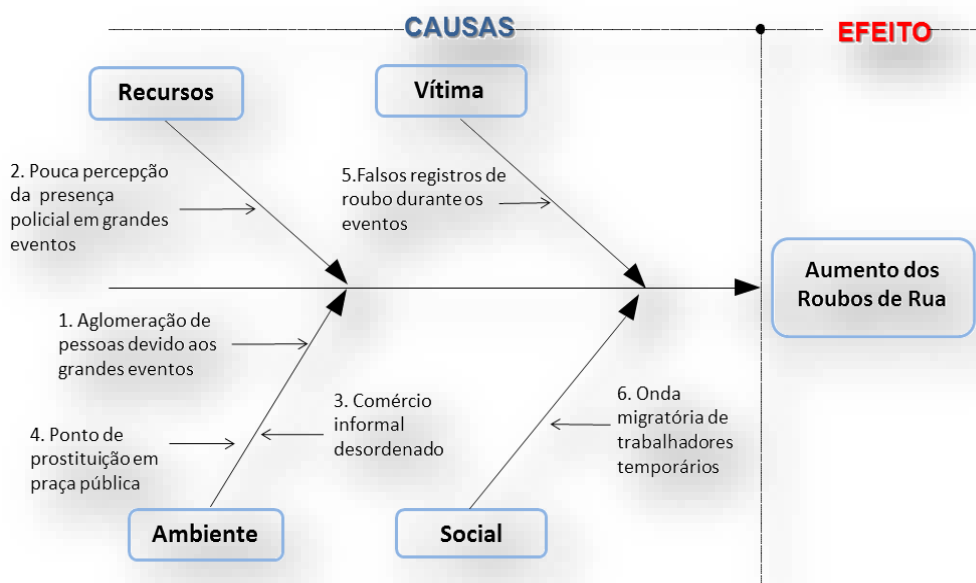 CAUSAS
EFEITO
Recursos
Vítima
2. Pouca percepção
da presença
policial em grandes
eventos
5.Falsos registros de
roubo durante os
eventos
Aumento dos
Roubos de Rua
1. Aglomeração de
pessoas devido aos
grandes eventos
3. Comércio
informal
desordenado
4. Ponto de
prostituição em
praça pública
6. Onda
migratória de
trabalhadores
temporários
Ambiente
Social